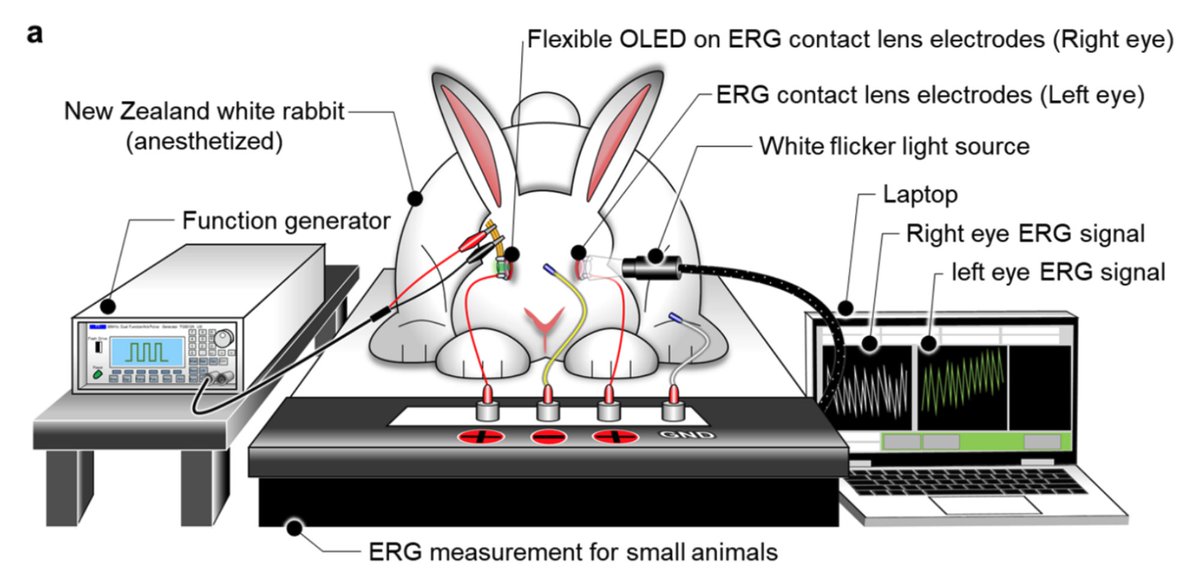 a
Flexible OLED on ERG contact lens electrodes (Right eye)
ERG contact lens electrodes (Left eye)
New Zealand white rabbit
(anesthetized)
White flicker light source
Laptop
Function generator
Right eye ERG signal
left eye ERG signal
GND
ERG measurement for small animals